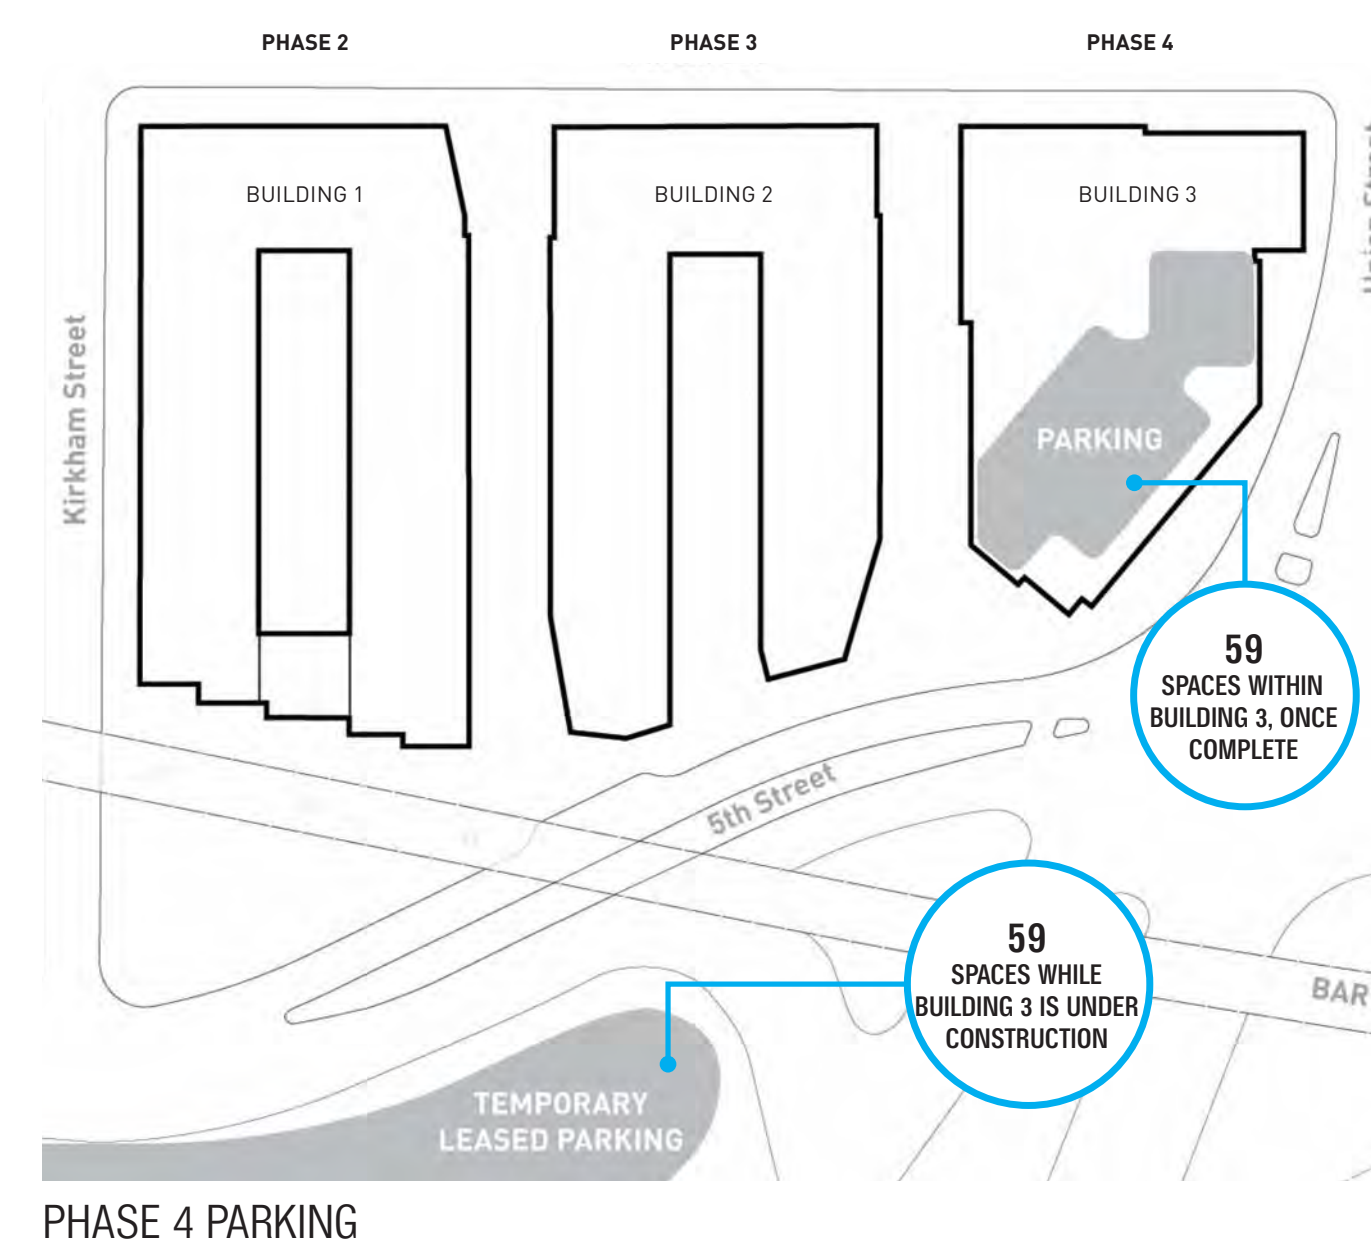 PHASE 2
PHASE 3
PHASE 4
BUILDING 1
BUILDING 2
BUILDING 3
Kirkham Street
PARKING
59
SPACES WITHIN
BUILDING 3, ONCE
COMPLETE
5th Street
59
SPACES WHILE
BUILDING 3 IS UNDER
CONSTRUCTION
BAR
TEMPORARY
LEASED PARKING
PHASE 4 PARKING